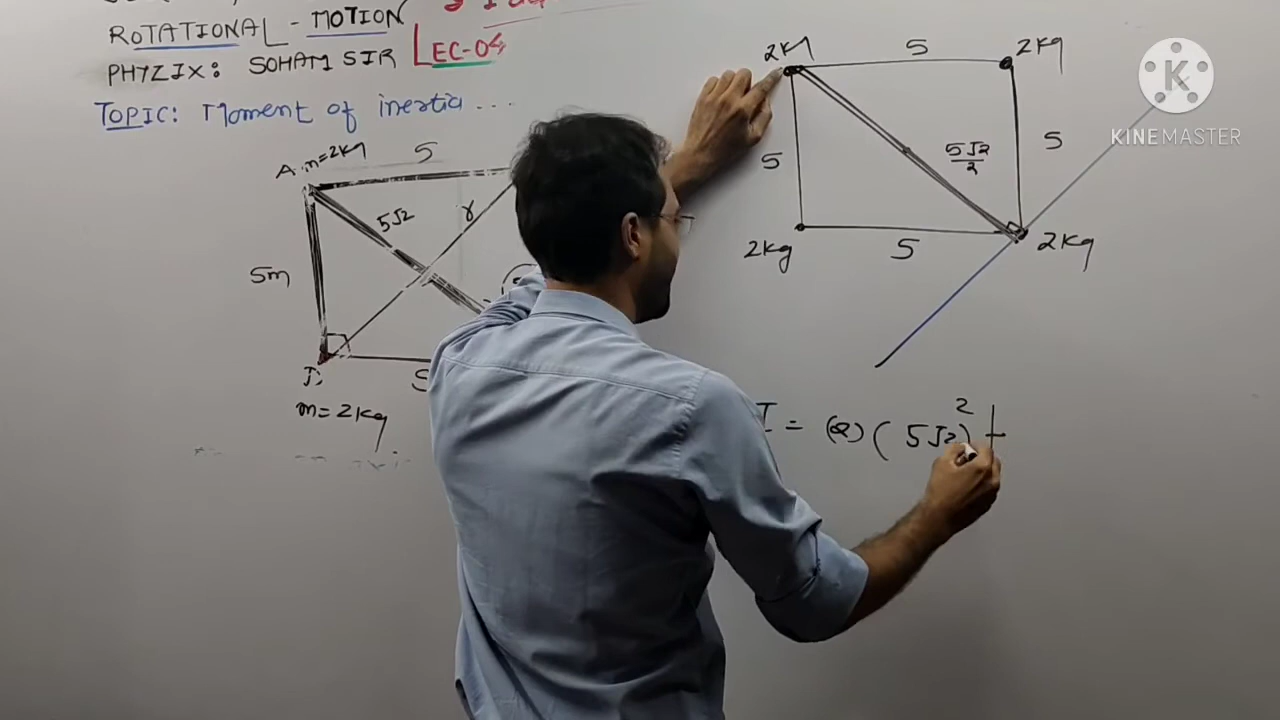 ROTATIONAL - MOTION
PHYZIX: SOHAM SIR LEC-04
TOPIC: Moment of inertia ...
A m=2kg
5
5√2
r
5m
5
m=2kg
2kg
5
2kg
5
5√2/2
5
2kg
5
2kg
I = (2) (5√2)² +
K
KINEMASTER